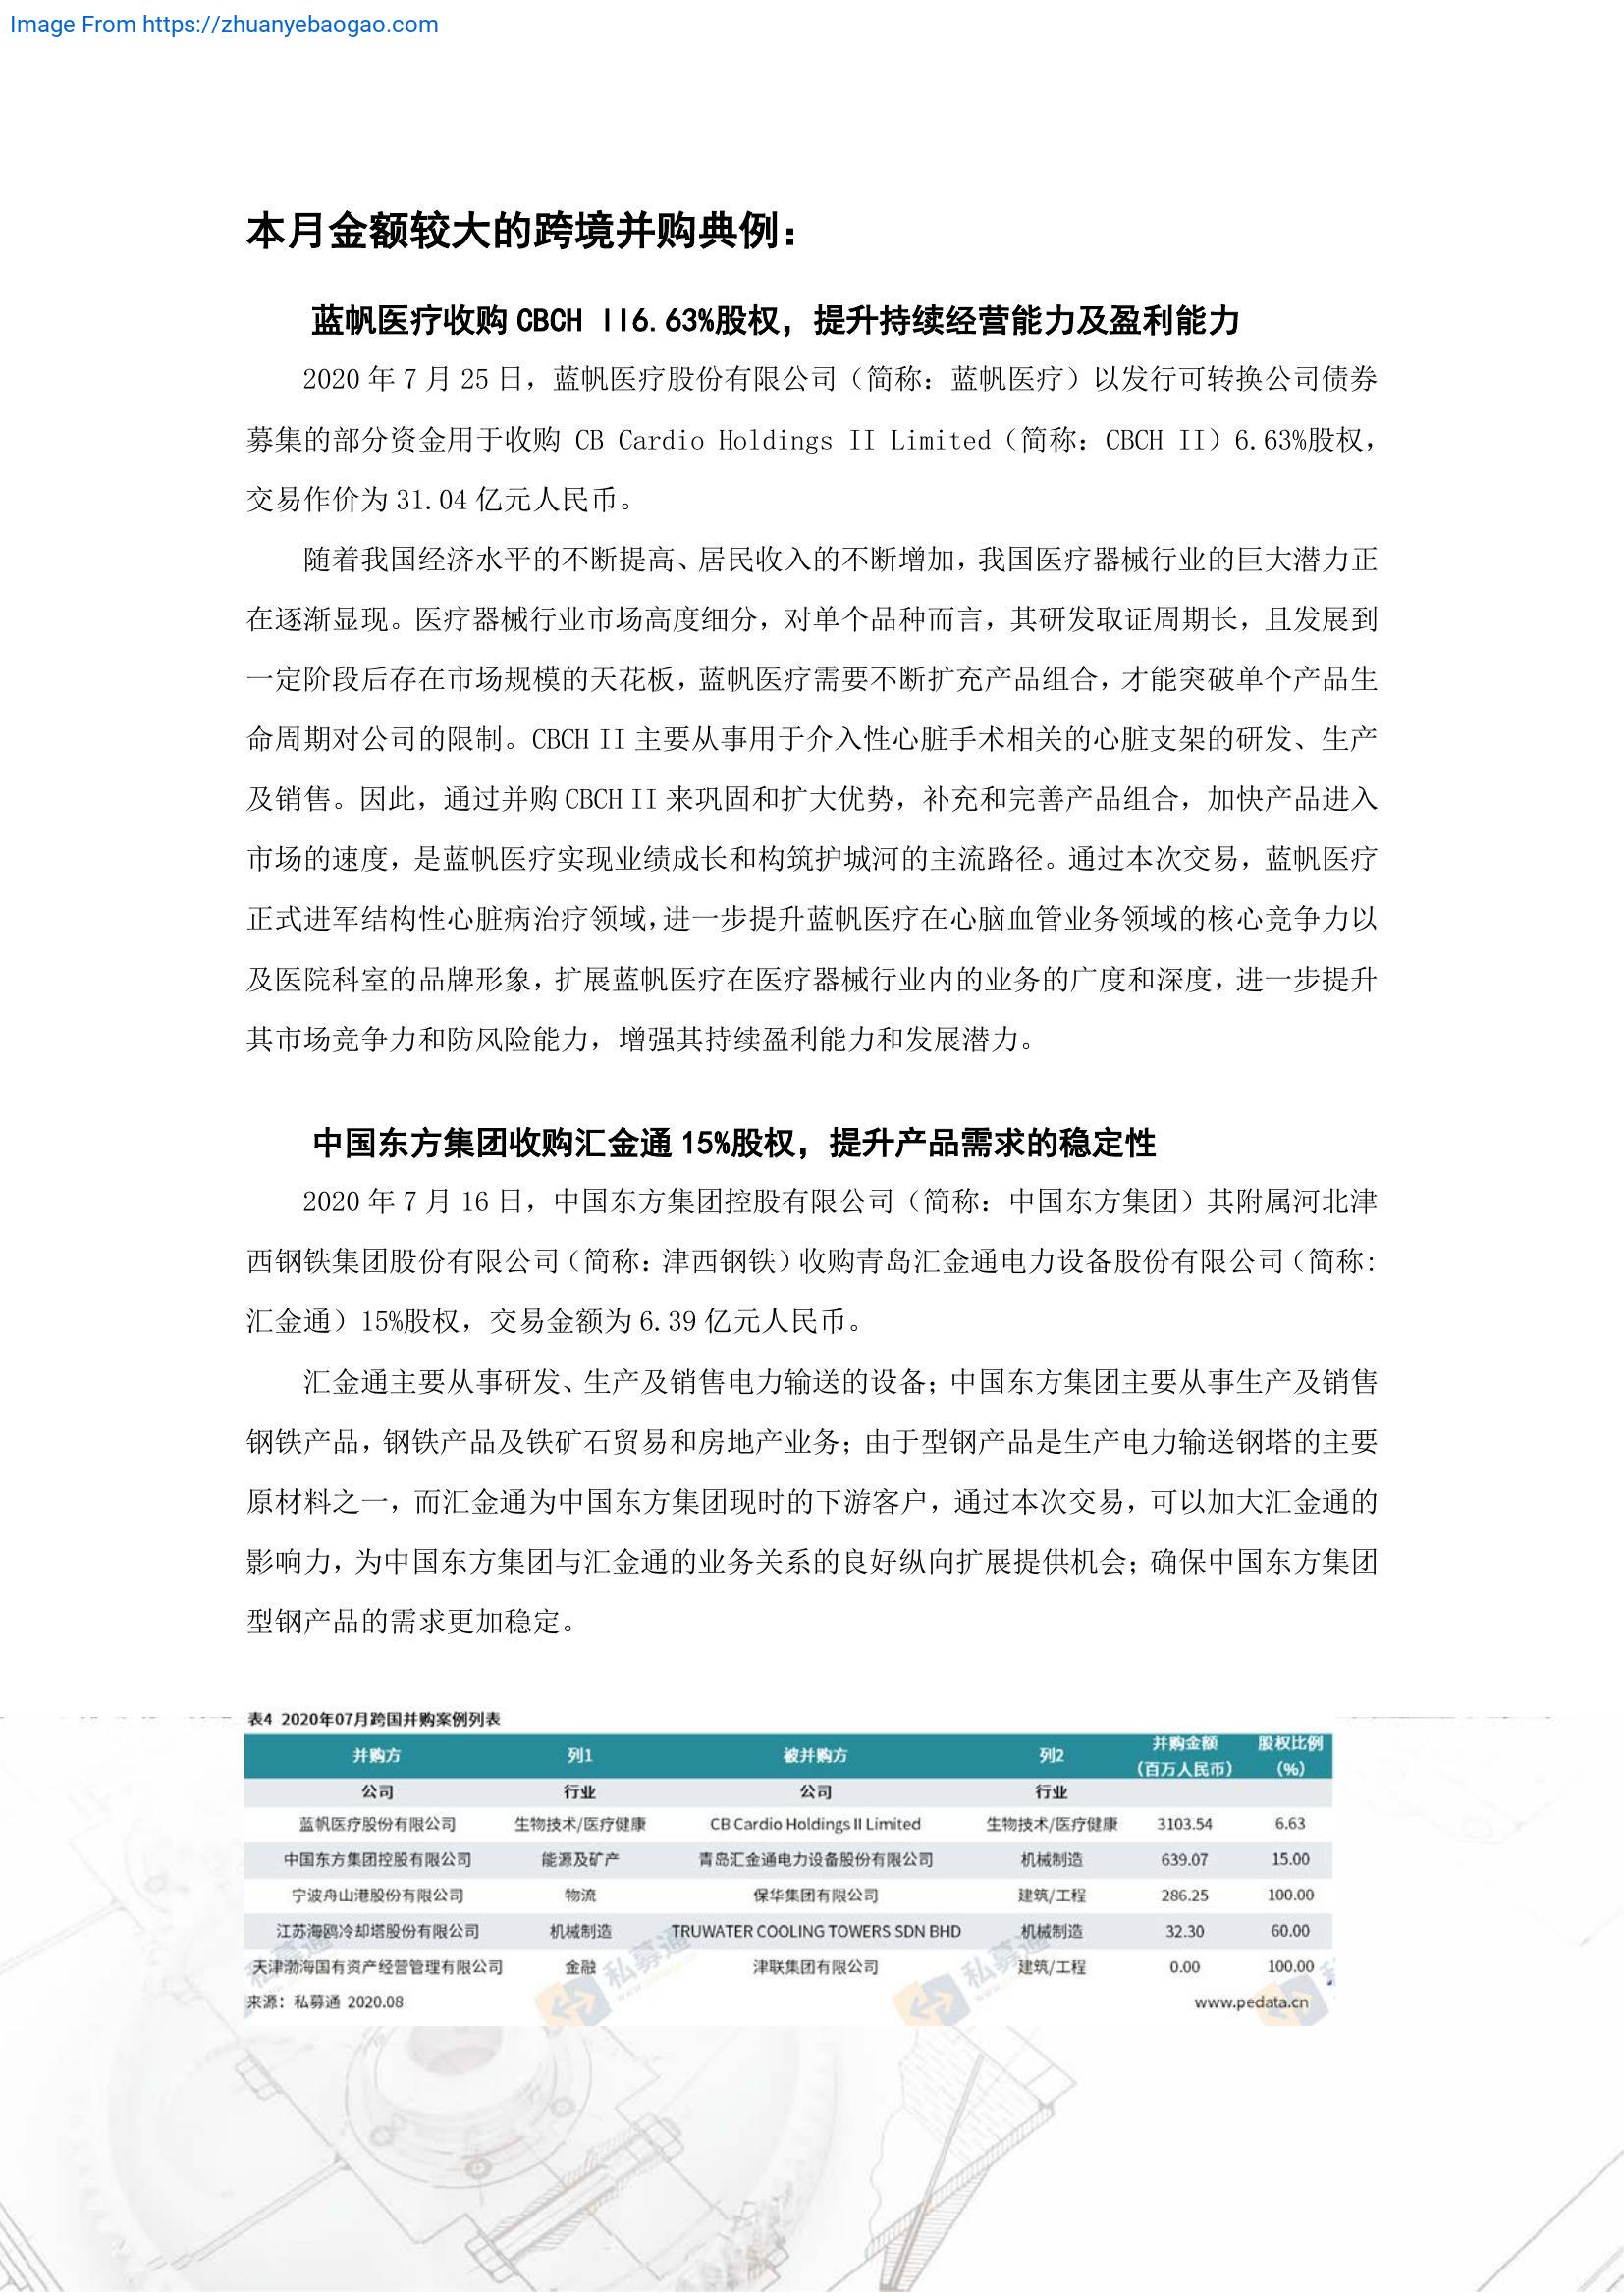 Image From https://zhuanyebaogao.com
本月金额较大的跨境并购典例：
蓝帆医疗收购 CBCH II6.63%股权，提升持续经营能力及盈利能力
2020 年 7 月 25 日，蓝帆医疗股份有限公司（简称：蓝帆医疗）以发行可转换公司债券
募集的部分资金用于收购 CB Cardio Holdings II Limited（简称：CBCH II）6.63%股权，
交易作价为 31.04 亿元人民币。
随着我国经济水平的不断提高、居民收入的不断增加，我国医疗器械行业的巨大潜力正
在逐渐显现。医疗器械行业市场高度细分，对单个品种而言，其研发取证周期长，且发展到
一定阶段后存在市场规模的天花板，蓝帆医疗需要不断扩充产品组合，才能突破单个产品生
命周期对公司的限制。CBCH II 主要从事用于介入性心脏手术相关的心脏支架的研发、生产
及销售。因此，通过并购 CBCH II 来巩固和扩大优势，补充和完善产品组合，加快产品进入
市场的速度，是蓝帆医疗实现业绩成长和构筑护城河的主流路径。通过本次交易，蓝帆医疗
正式进军结构性心脏病治疗领域，进一步提升蓝帆医疗在心脑血管业务领域的核心竞争力以
及医院科室的品牌形象，扩展蓝帆医疗在医疗器械行业内的业务的广度和深度，进一步提升
其市场竞争力和防风险能力，增强其持续盈利能力和发展潜力。
中国东方集团收购汇金通 15%股权，提升产品需求的稳定性
2020 年 7 月 16 日，中国东方集团控股有限公司（简称：中国东方集团）其附属河北津
西钢铁集团股份有限公司（简称：津西钢铁）收购青岛汇金通电力设备股份有限公司（简称：
汇金通）15%股权，交易金额为 6.39 亿元人民币。
汇金通主要从事研发、生产及销售电力输送的设备；中国东方集团主要从事生产及销售
钢铁产品，钢铁产品及铁矿石贸易和房地产业务；由于型钢产品是生产电力输送钢塔的主要
原材料之一，而汇金通为中国东方集团现时的下游客户，通过本次交易，可以加大汇金通的
影响力，为中国东方集团与汇金通的业务关系的良好纵向扩展提供机会；确保中国东方集团
型钢产品的需求更加稳定。
表4 2020年07月跨国并购案例列表
并购方 列1 被并购方 列2 并购金额（百万人民币） 股权比例（%）
公司 行业 公司 行业
蓝帆医疗股份有限公司 生物技术/医疗健康 CB Cardio Holdings II Limited 生物技术/医疗健康 3103.54 6.63
中国东方集团控股有限公司 能源及矿产 青岛汇金通电力设备股份有限公司 机械制造 639.07 15.00
宁波舟山港股份有限公司 物流 保华集团有限公司 建筑/工程 286.25 100.00
江苏海鸥冷却塔股份有限公司 机械制造 TRUWATER COOLING TOWERS SDN BHD 机械制造 32.30 60.00
天津渤海国有资产经营管理有限公司 金融 津联集团有限公司 建筑/工程 0.00 100.00
来源：私募通 2020.08 www.pedata.cn
私募通
私募通
私募通